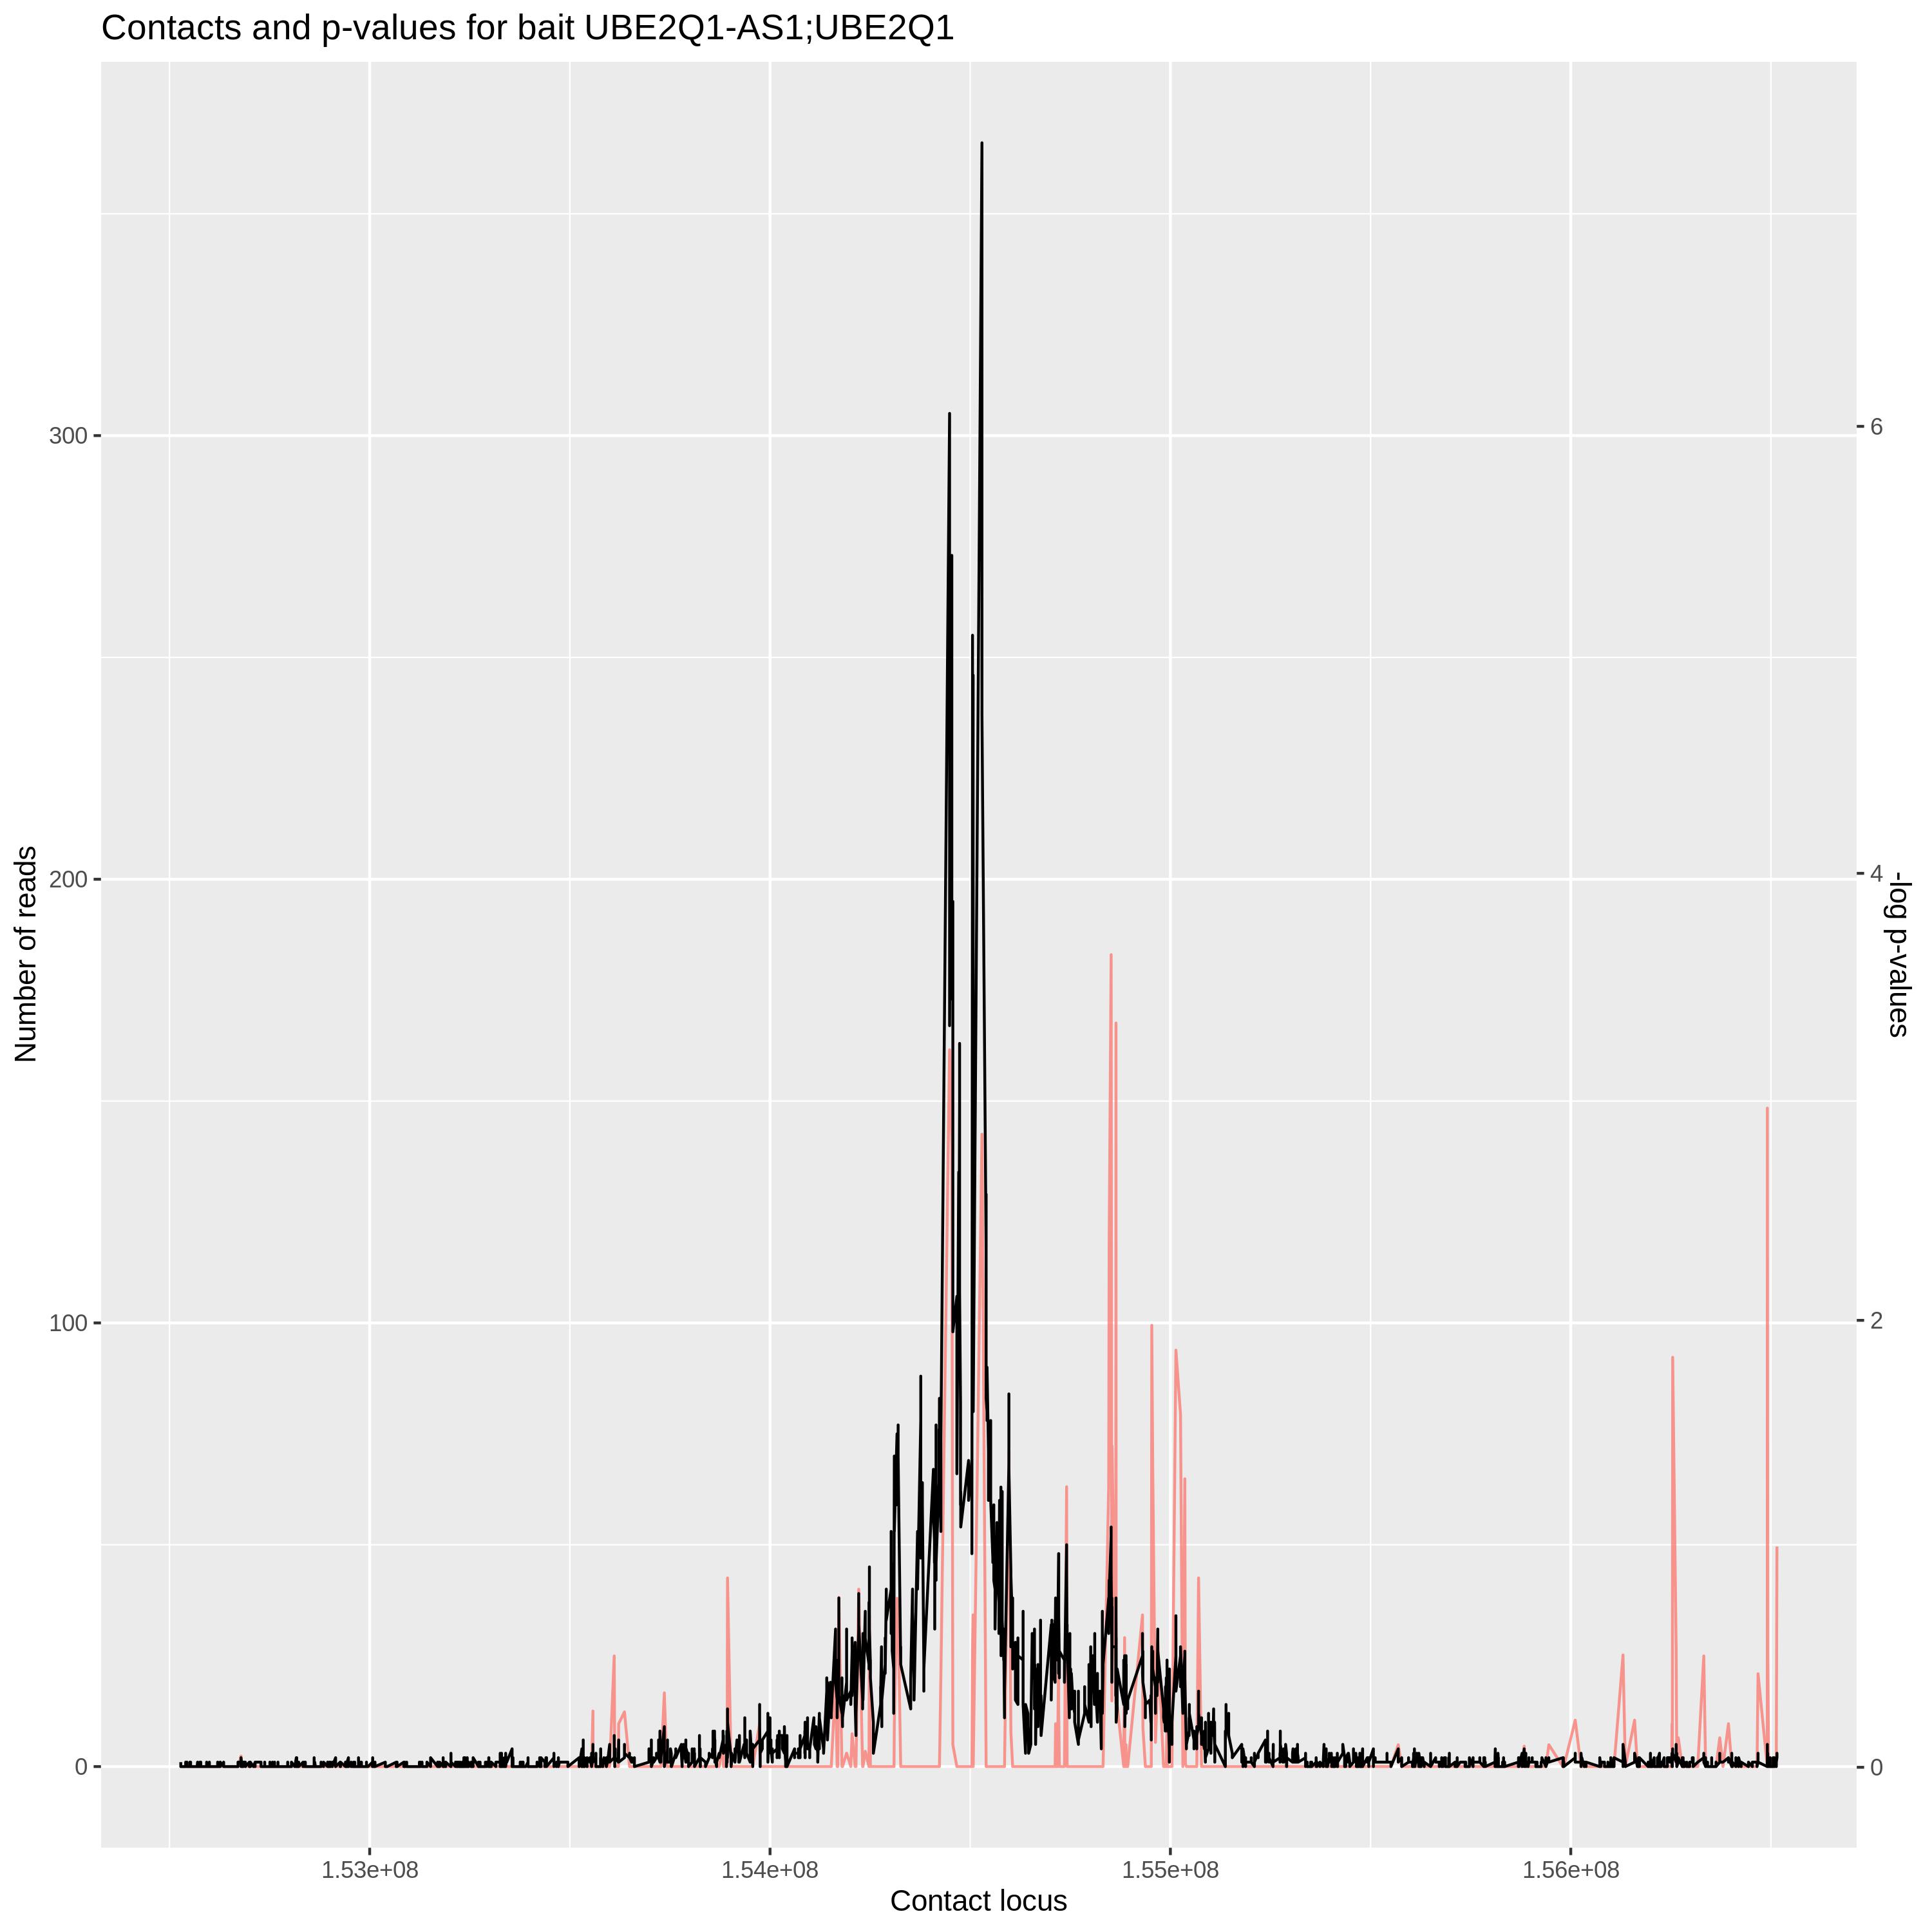 Contacts and p-values for bait UBE2Q1-AS1;UBE2Q1
Number of reads
300
200
100
0
6
4
2
0
-log p-values
1.53e+08
1.54e+08
1.55e+08
1.56e+08
Contact locus